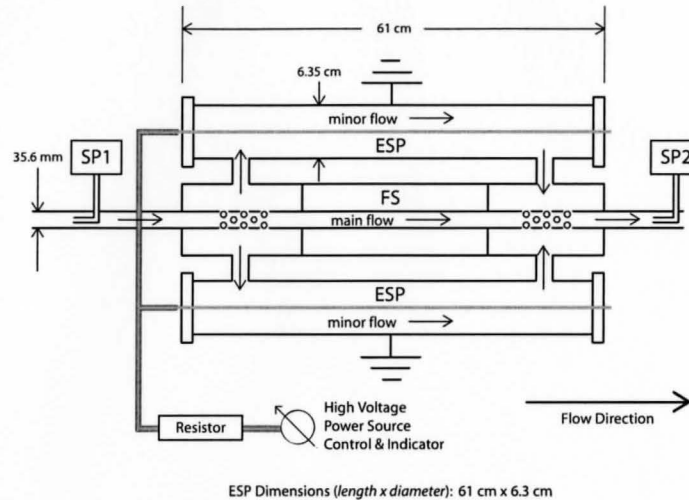 61 cm
6.35 cm
minor flow
ESP
35.6 mm
SP1
SP2
FS
main flow
ESP
minor flow
Resistor
High Voltage
Power Source
Control & Indicator
Flow Direction
ESP Dimensions (length x diameter): 61 cm x 6.3 cm